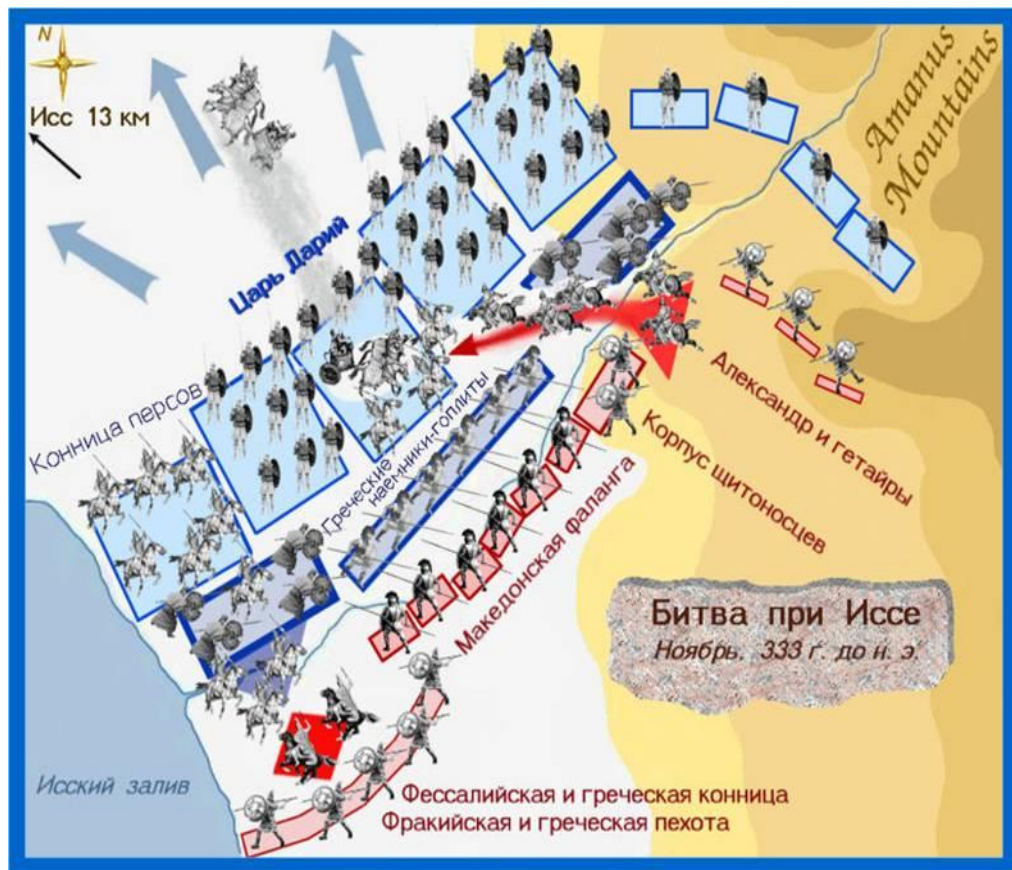 N
Исс 13 км
Amanus
Mountains
Царь Дарий
Конница персов
Греческие
наемники-гоплиты
Александр и гетайры
Корпус щитоносцев
Македонская фаланга
Битва при Иссе
Ноябрь. 333 г. до н. э.
Исский залив
Фессалийская и греческая конница
Фракийская и греческая пехота